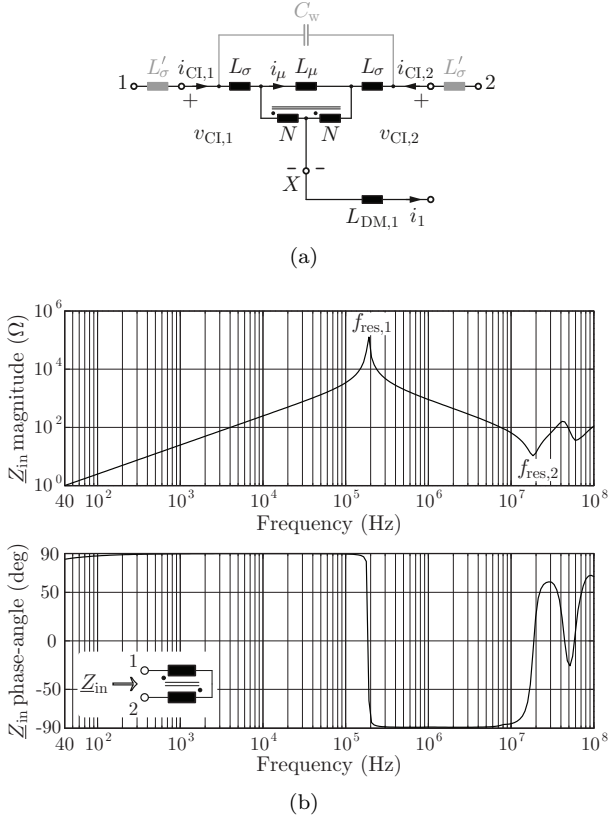 C_w
1 L'_σ i_CI,1 L_σ i_μ L_μ L_σ i_CI,2 L'_σ 2
+ +
v_CI,1 N N v_CI,2
− −
X
L_DM,1 i_1
(a)
Z_in magnitude (Ω)
10^6
10^4
10^2
10^0
f_res,1
f_res,2
40 10^2 10^3 10^4 10^5 10^6 10^7 10^8
Frequency (Hz)
Z_in phase-angle (deg)
90
50
0
-50
-90
1
Z_in
2
40 10^2 10^3 10^4 10^5 10^6 10^7 10^8
Frequency (Hz)
(b)